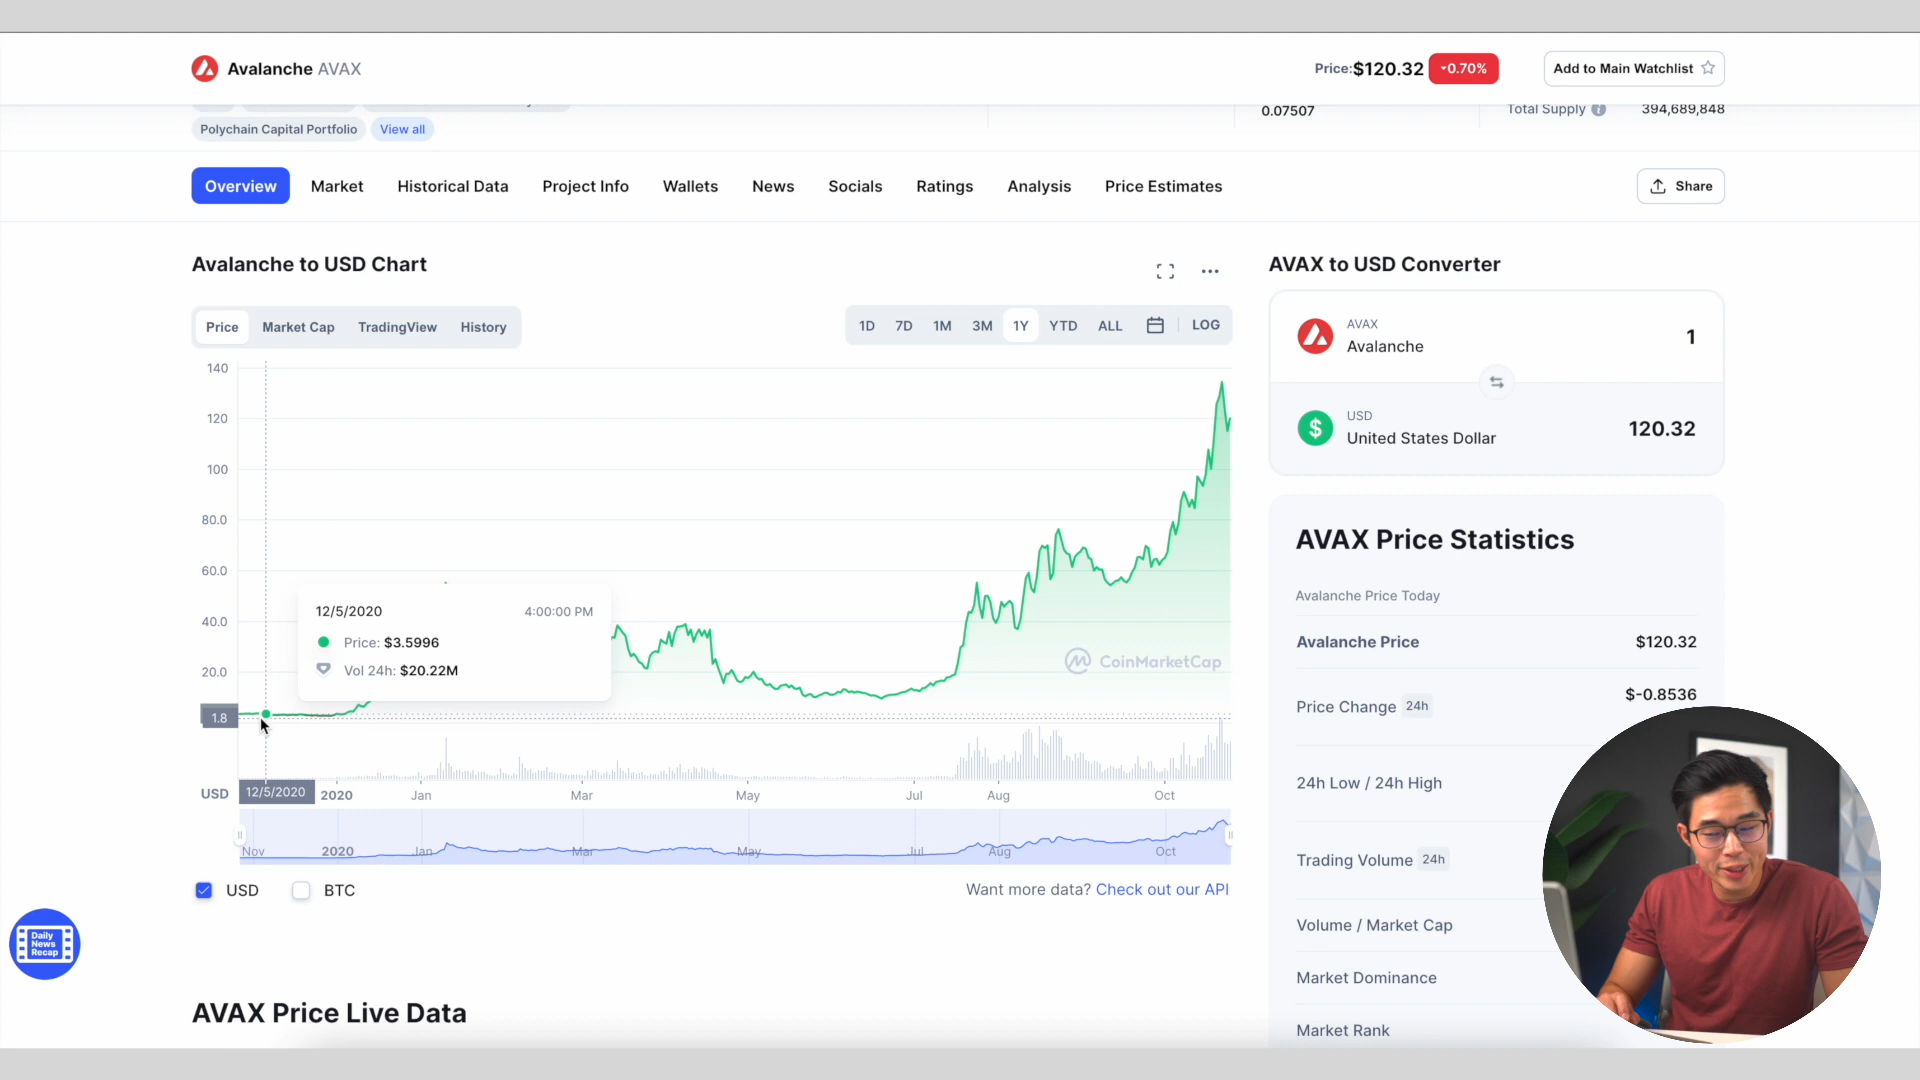 Avalanche AVAX
Price:$120.32 0.70%
Add to Main Watchlist
Polychain Capital Portfolio View all
0.07507
Total Supply 394,689,848
Overview Market Historical Data Project Info Wallets News Socials Ratings Analysis Price Estimates
Share
Avalanche to USD Chart
Price Market Cap TradingView History
1D 7D 1M 3M 1Y YTD ALL LOG
140
120
100
80.0
60.0
40.0
20.0
1.8
12/5/2020 4:00:00 PM
Price: $3.5996
Vol 24h: $20.22M
CoinMarketCap
USD 12/5/2020 2020 Jan Mar May Jul Aug Oct
Nov 2020 Jan Mar May Jul Aug Oct
USD BTC
Want more data? Check out our API
Daily
News
Recap
AVAX Price Live Data
AVAX to USD Converter
AVAX
Avalanche 1
USD
United States Dollar 120.32
AVAX Price Statistics
Avalanche Price Today
Avalanche Price $120.32
Price Change 24h $-0.8536
24h Low / 24h High
Trading Volume 24h
Volume / Market Cap
Market Dominance
Market Rank